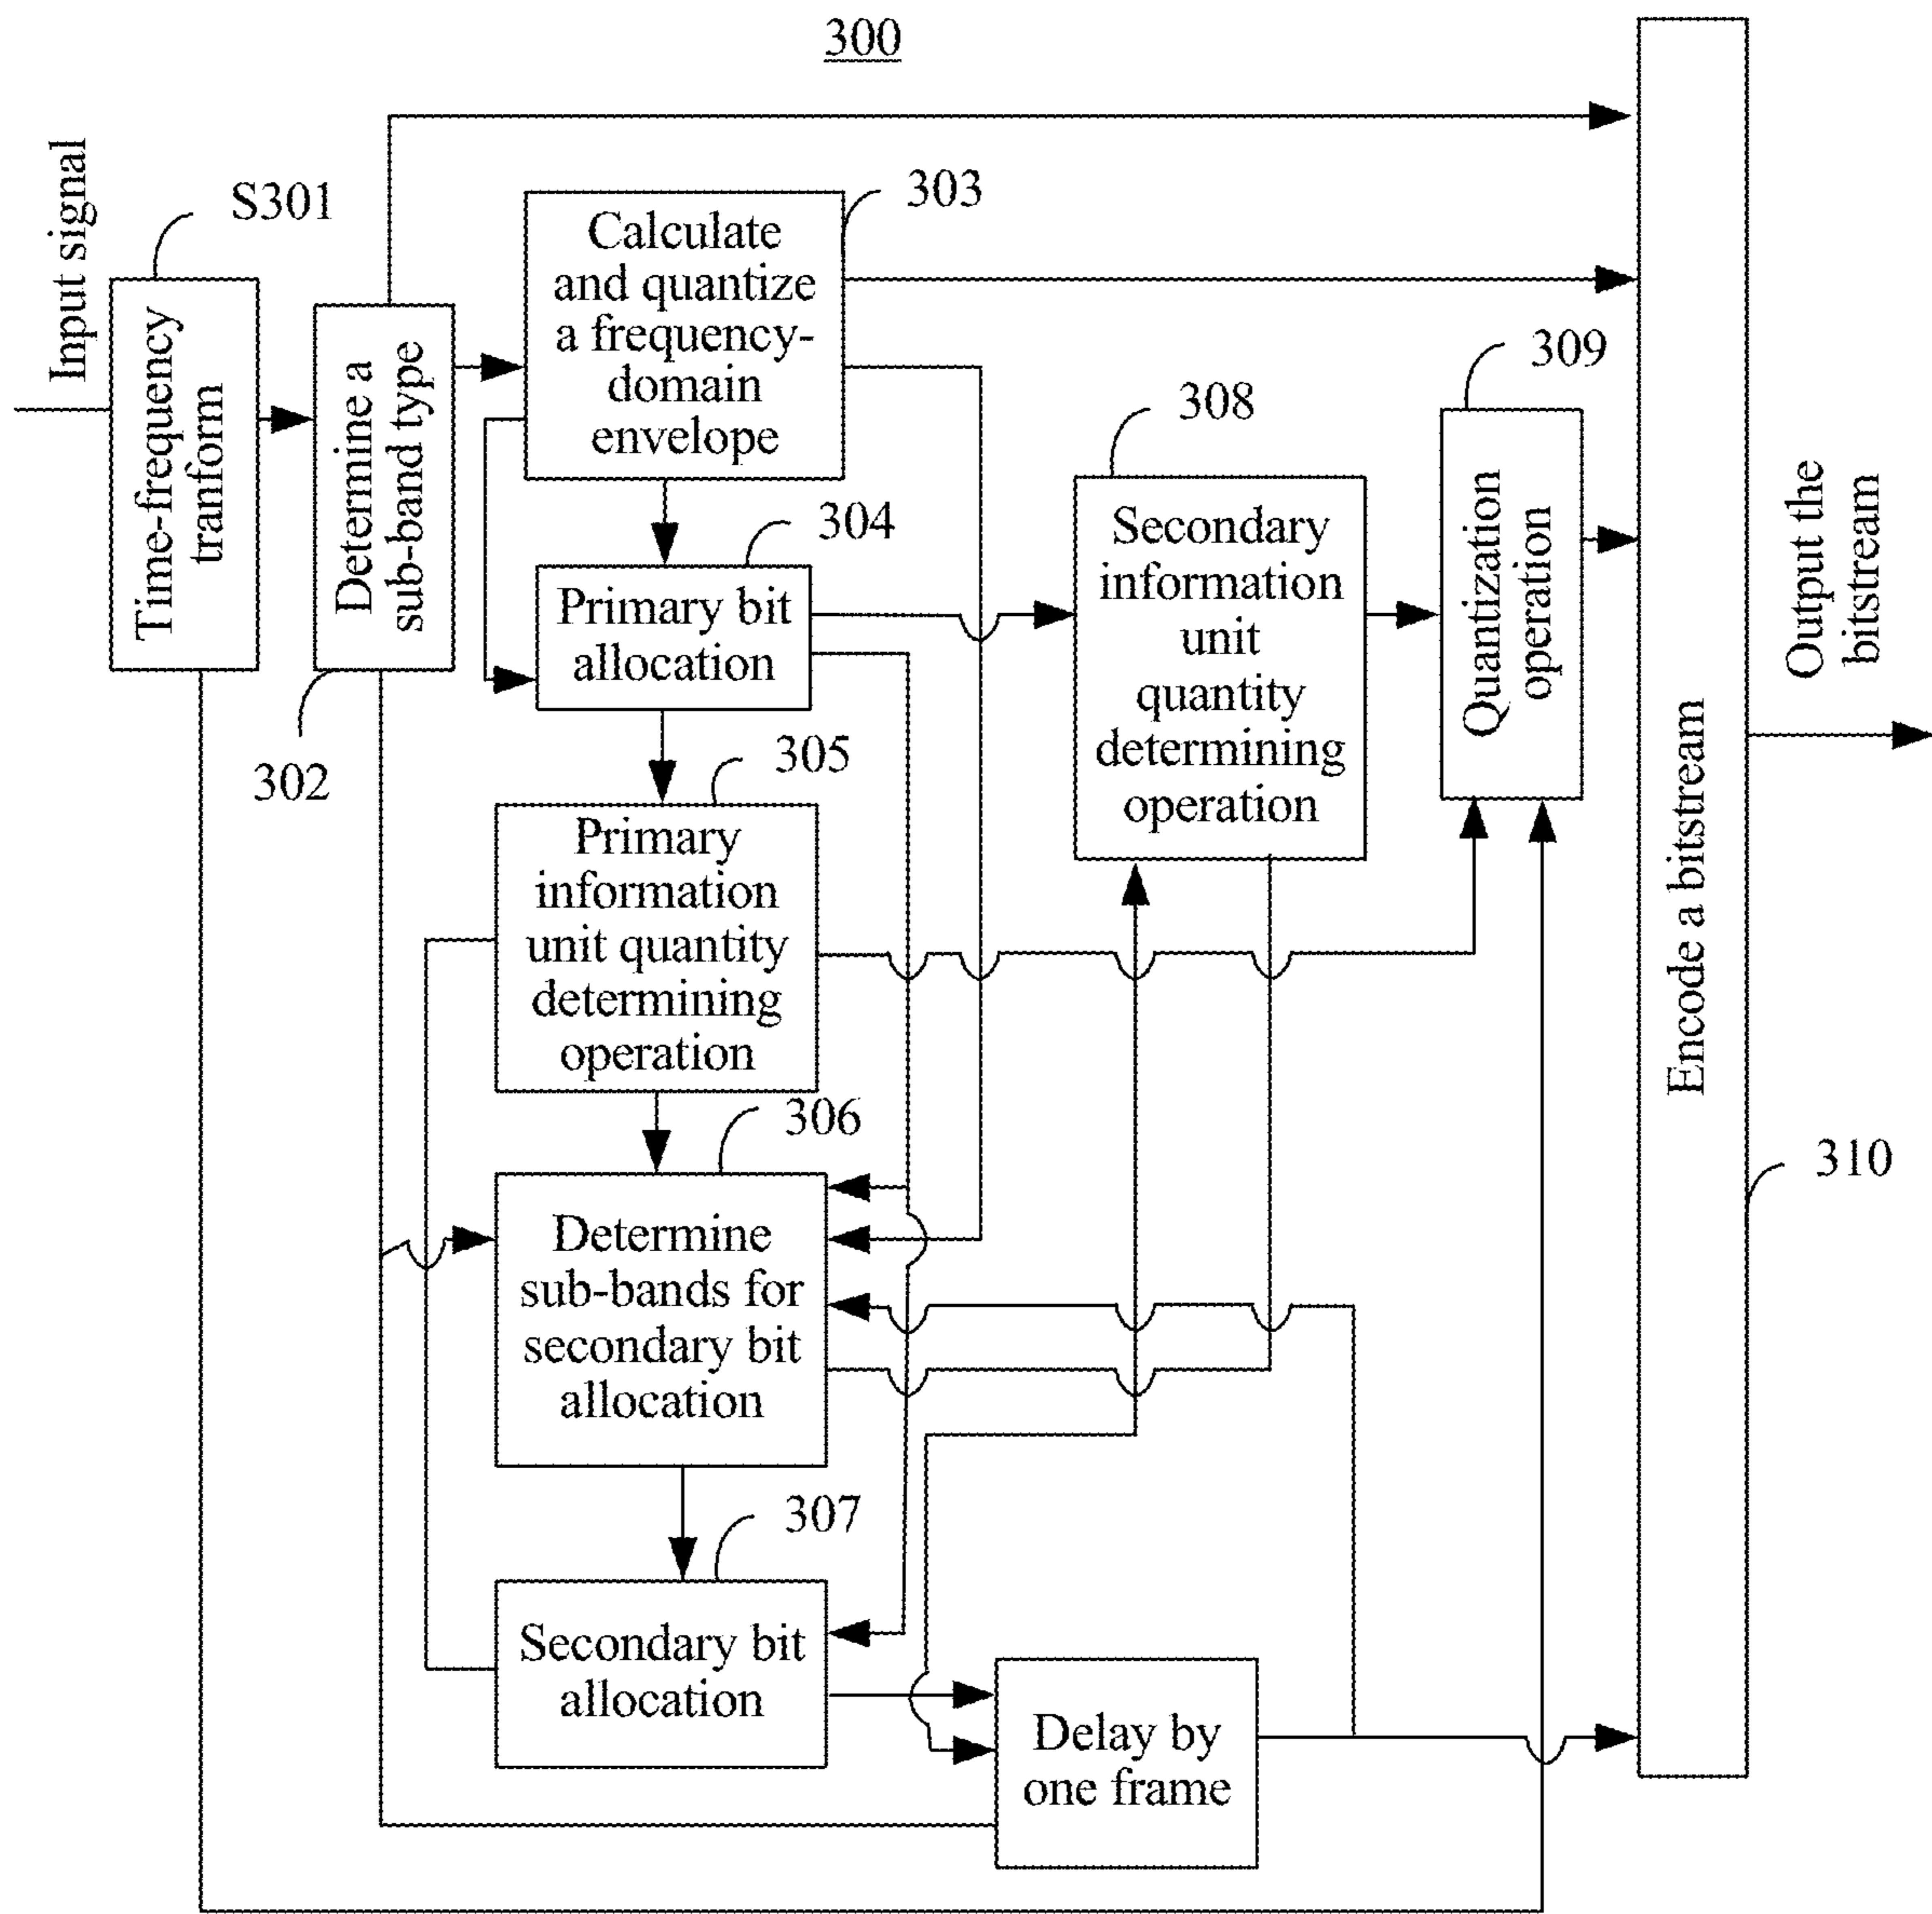 300
Input signal
S301
Time-frequency
tranform
Determine a
sub-band type
302
303
Calculate
and quantize
a frequency-
domain
envelope
304
Primary bit
allocation
305
Primary
information
unit quantity
determining
operation
306
Determine
sub-bands for
secondary bit
allocation
307
Secondary bit
allocation
Delay by
one frame
308
Secondary
information
unit
quantity
determining
operation
309
Quantization
operation
Encode a bitstream
310
Output the
bitstream